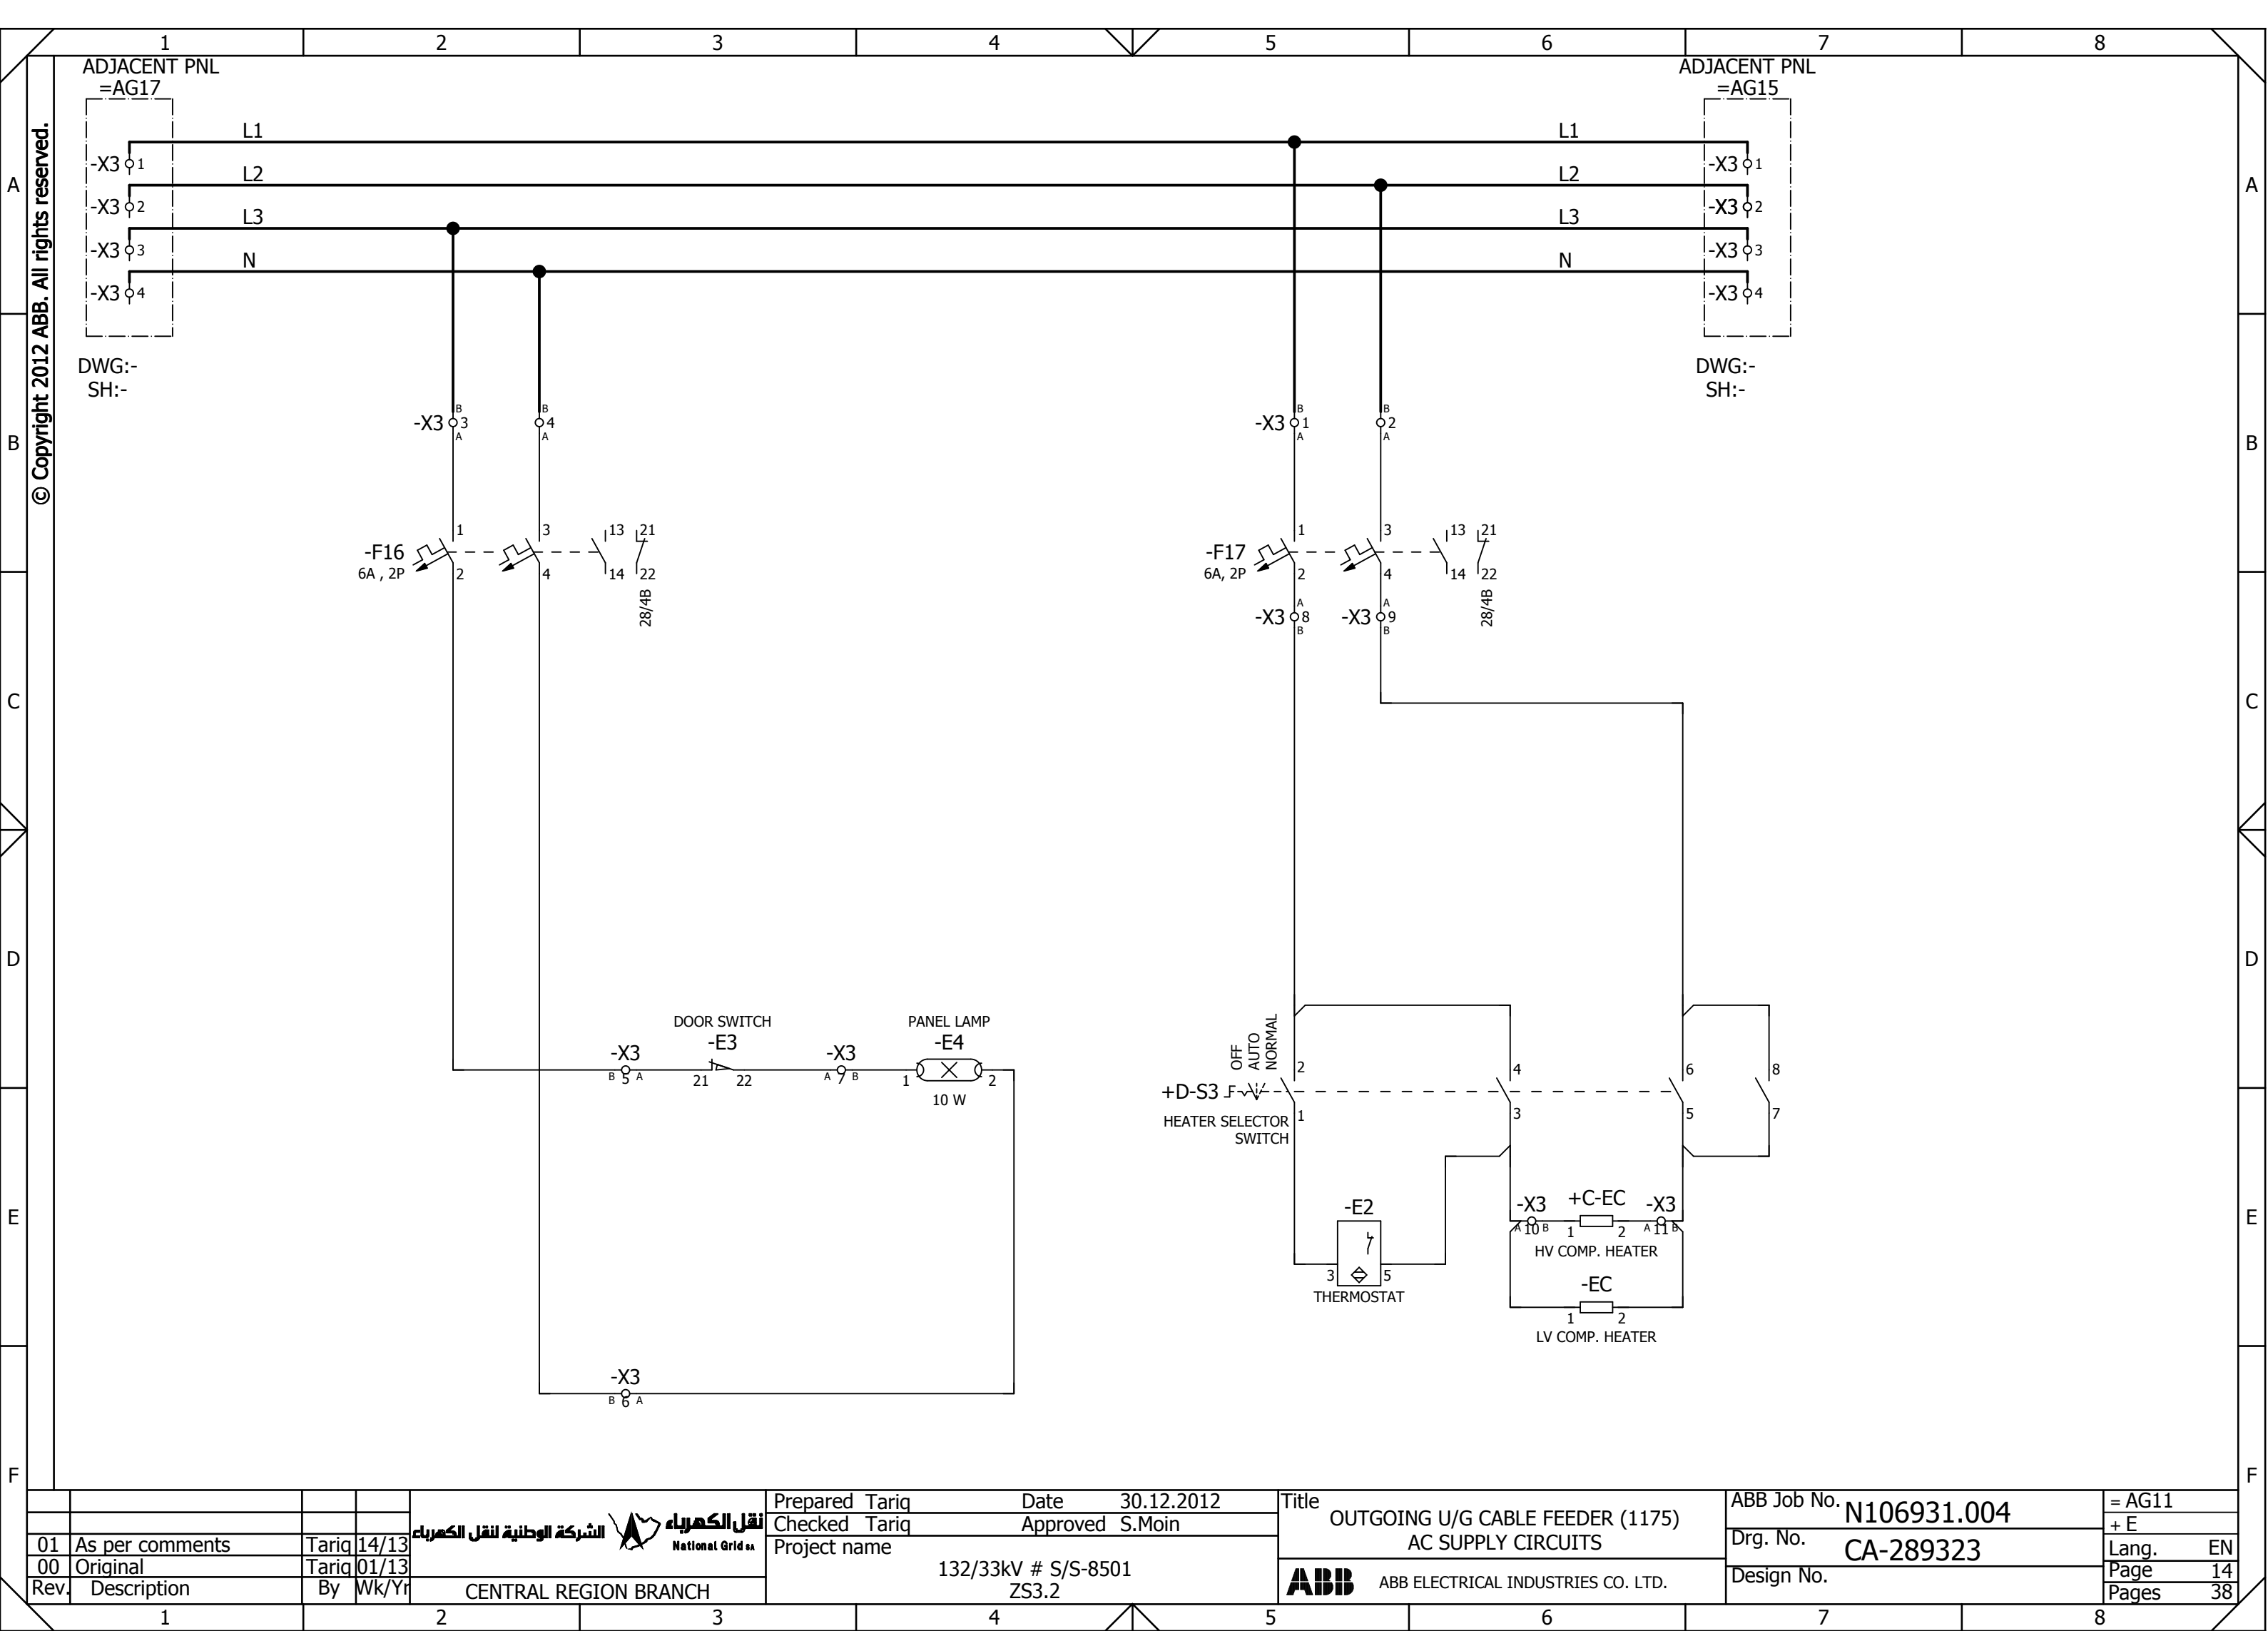 1 2 3 4 5 6 7 8
ADJACENT PNL
=AG17
ADJACENT PNL
=AG15
© Copyright 2012 ABB. All rights reserved.
A
B
C
D
E
F
A
B
C
D
E
F
L1
L2
L3
N
L1
L2
L3
N
-X3 1
-X3 2
-X3 3
-X3 4
-X3 1
-X3 2
-X3 3
-X3 4
DWG:-
SH:-
DWG:-
SH:-
B B B B
-X3 3 4 -X3 1 2
A A A A
1 3 13 21
-F16
6A , 2P
2 4 14 22
28/4B
1 3 13 21
-F17
6A, 2P
2 4 14 22
28/4B
A A
-X3 8 -X3 9
B B
DOOR SWITCH
-E3
PANEL LAMP
-E4
-X3
B 5 A
21 22
-X3
A 7 B
1 2
10 W
-X3
B 6 A
OFF
AUTO
NORMAL
2 4 6 8
+D-S3
1 3 5 7
HEATER SELECTOR
SWITCH
-E2
3 5
THERMOSTAT
-X3 +C-EC -X3
A 10 B 1 2 A 11 B
HV COMP. HEATER
-EC
1 2
LV COMP. HEATER
01 As per comments Tariq 14/13
00 Original Tariq 01/13
Rev. Description By Wk/Yr
الشركة الوطنية لنقل الكهرباء
نقل الكهرباء
National Grid SA
CENTRAL REGION BRANCH
Prepared Tariq Date 30.12.2012
Checked Tariq Approved S.Moin
Project name
132/33kV # S/S-8501
ZS3.2
Title
OUTGOING U/G CABLE FEEDER (1175)
AC SUPPLY CIRCUITS
ABB ABB ELECTRICAL INDUSTRIES CO. LTD.
ABB Job No. N106931.004
Drg. No. CA-289323
Design No.
= AG11
+ E
Lang. EN
Page 14
Pages 38
1 2 3 4 5 6 7 8